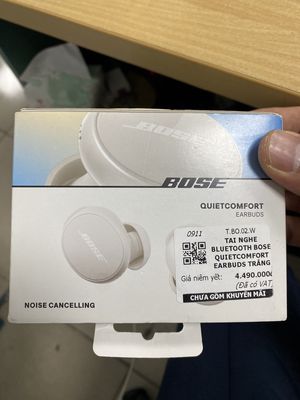 BOSE
BOSE
QUIETCOMFORT
EARBUDS
BOSE
NOISE CANCELLING
0911
T.BO.02.W
TAI NGHE
BLUETOOTH BOSE
QUIETCOMFORT
EARBUDS TRẮNG
Giá niêm yết: 4,490,000đ
(Đã có VAT)
CHƯA GỒM KHUYẾN MÃI